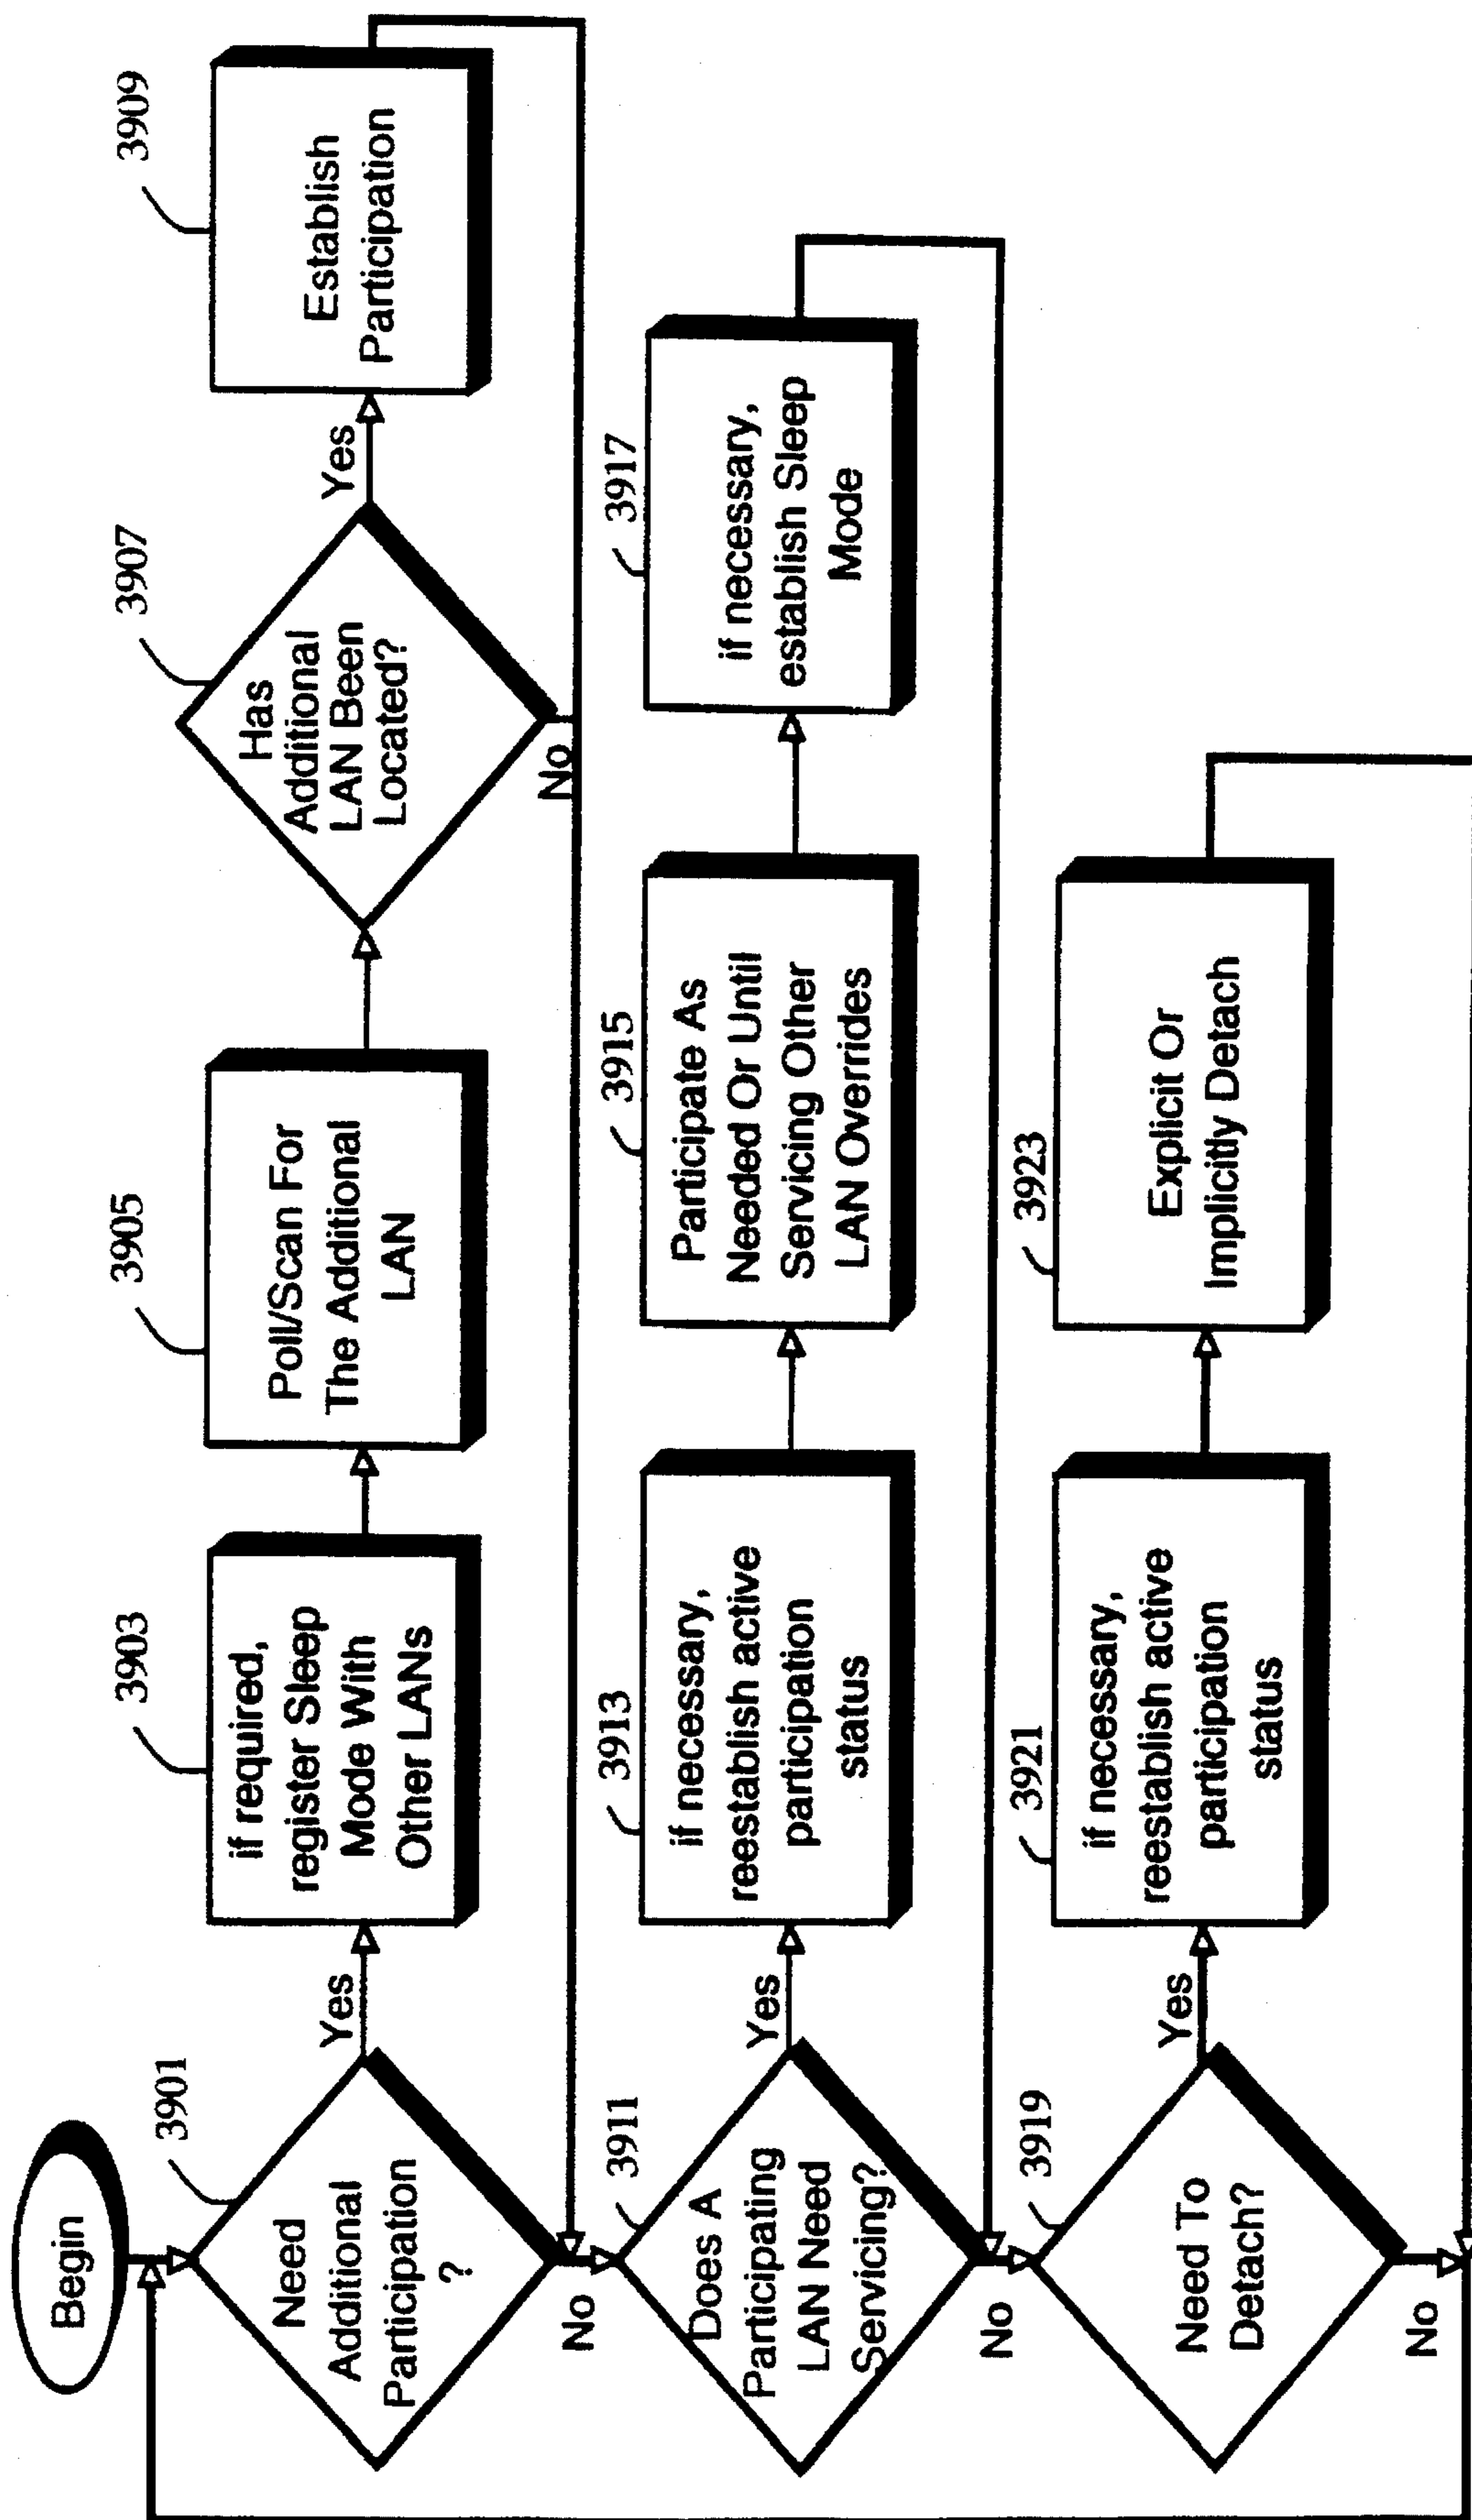 Begin
3901
Need
Additional
Participation
?
Yes
No
3903
if required,
register Sleep
Mode With
Other LANs
3905
Poll/Scan For
The Additional
LAN
3907
Has
Additional
LAN Been
Located?
Yes
No
3909
Establish
Participation
3911
Does A
Participating
LAN Need
Servicing?
Yes
No
3913
if necessary,
reestablish active
participation
status
3915
Participate As
Needed Or Until
Servicing Other
LAN Overrides
3917
if necessary,
establish Sleep
Mode
3919
Need To
Detach?
Yes
No
3921
if necessary,
reestablish active
participation
status
3923
Explicit Or
Implicitly Detach